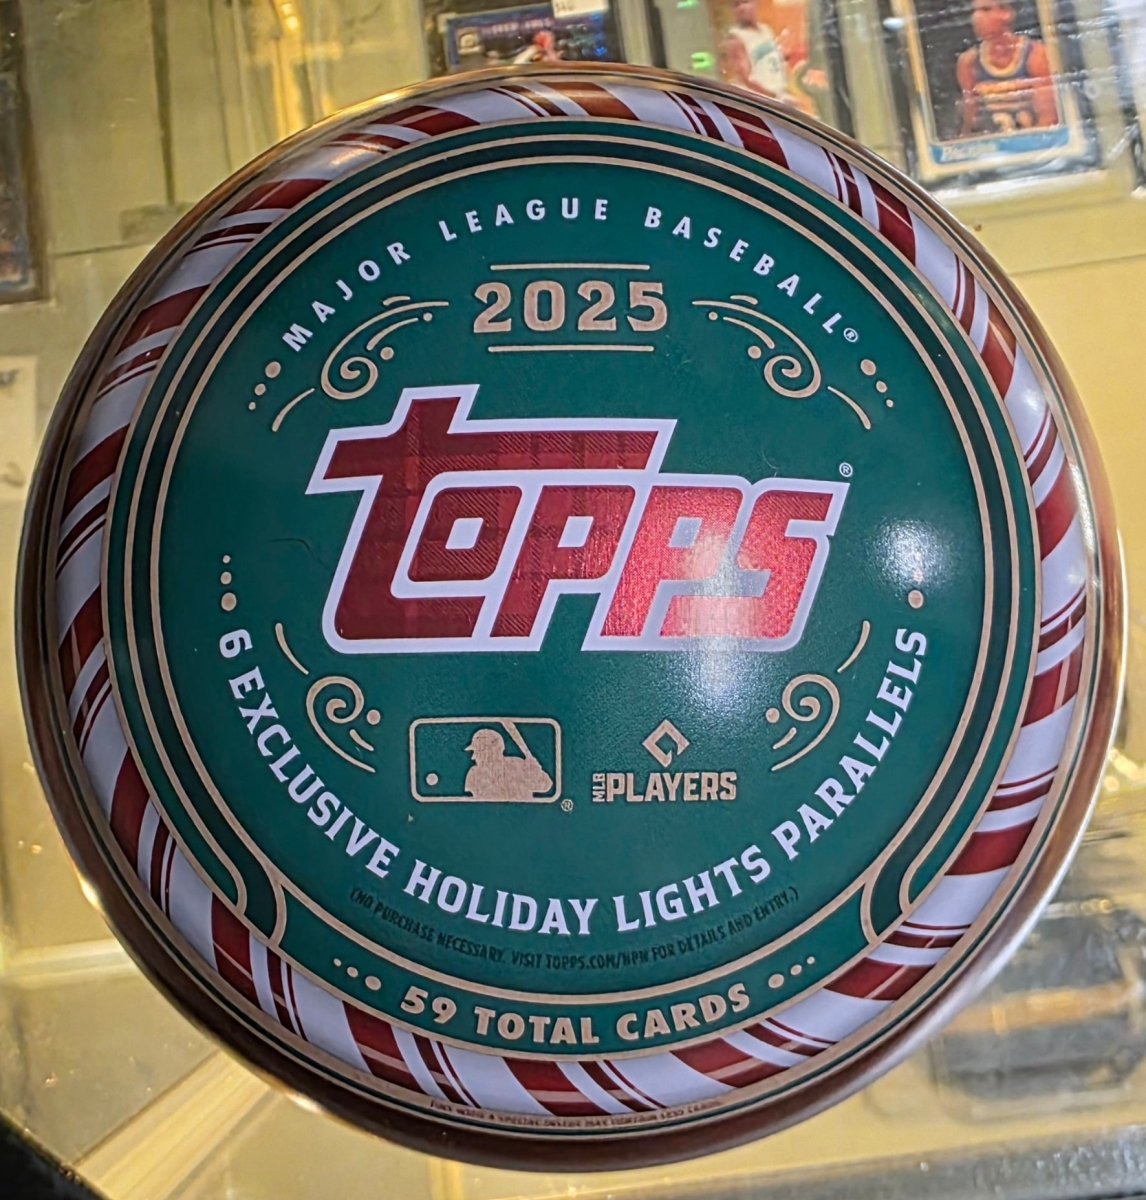 MAJOR LEAGUE BASEBALL®
2025
TOPPS®
®
MLB PLAYERS
6 EXCLUSIVE HOLIDAY LIGHTS PARALLELS
(NO PURCHASE NECESSARY. VISIT TOPPS.COM/NPN FOR DETAILS AND ENTRY.)
59 TOTAL CARDS
PACERS